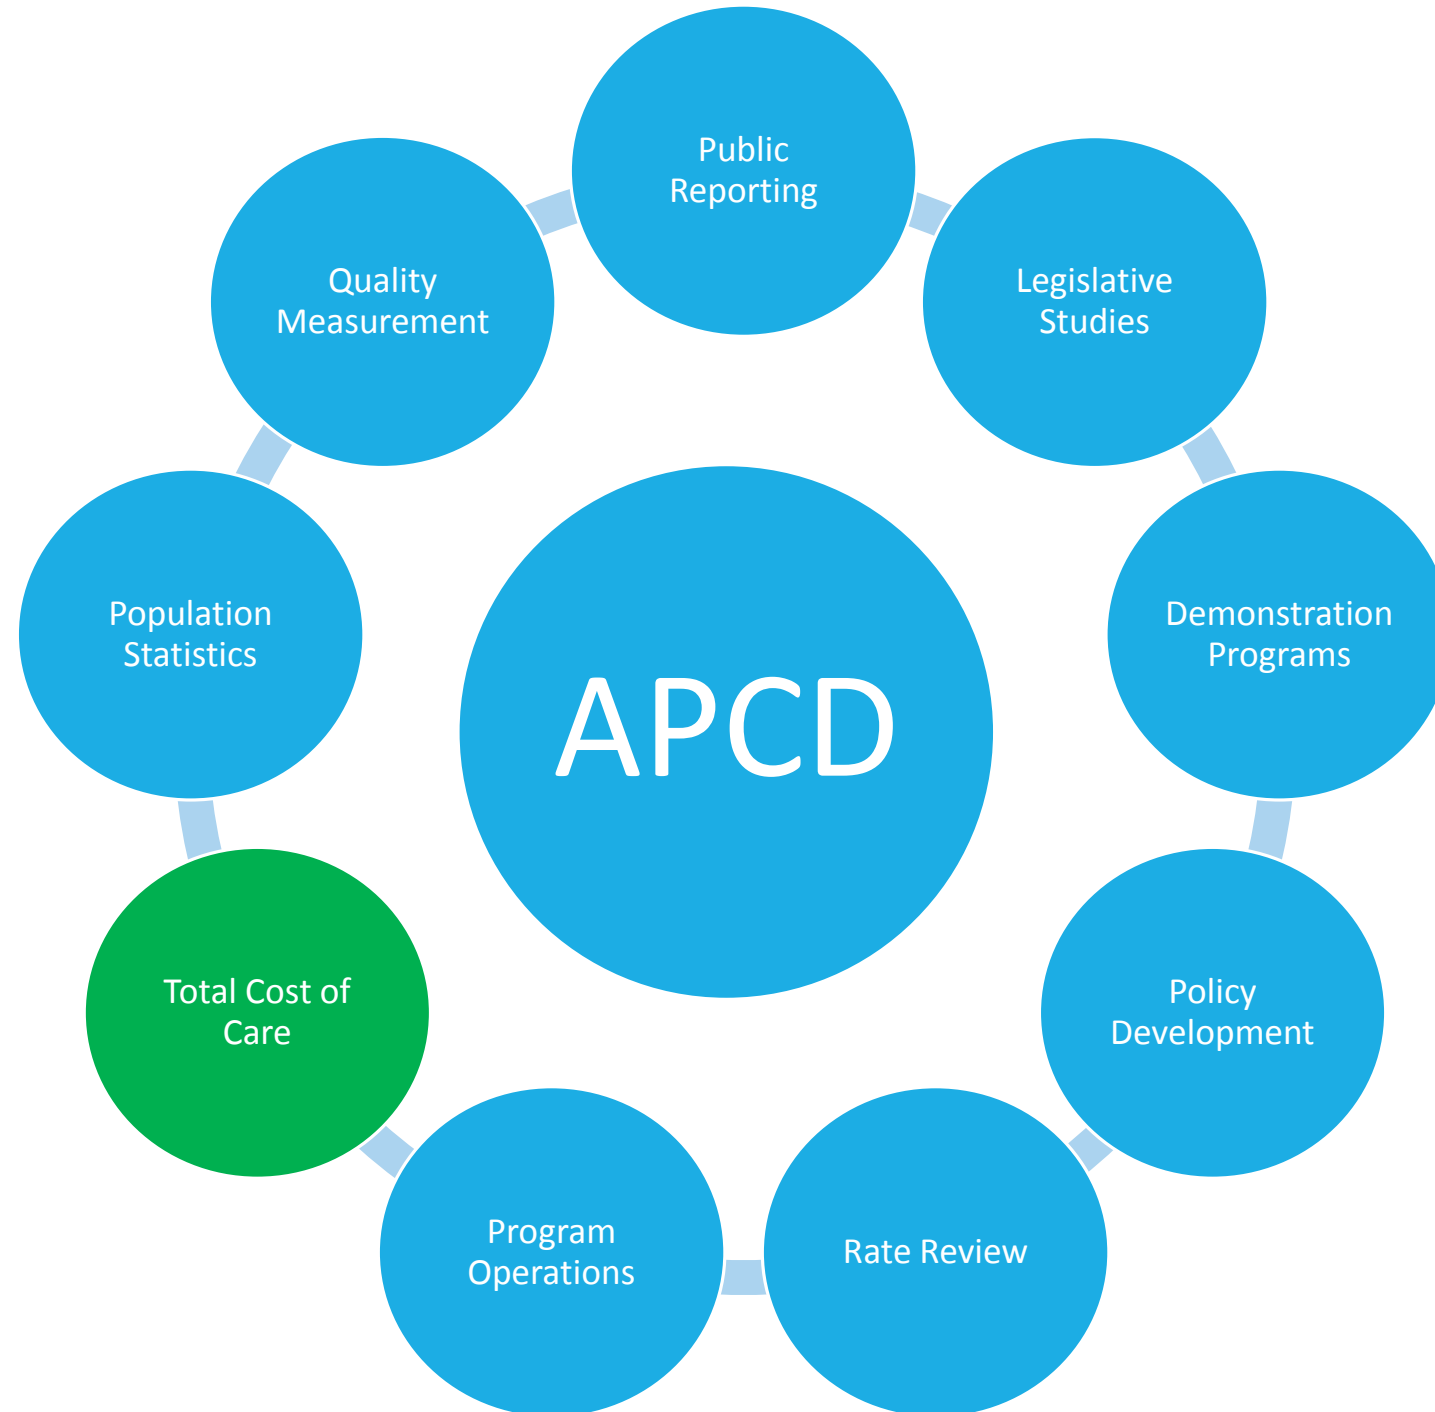 Public
Reporting
Legislative
Studies
Demonstration
Programs
Policy
Development
Rate Review
Program
Operations
Total Cost of
Care
Population
Statistics
Quality
Measurement
APCD